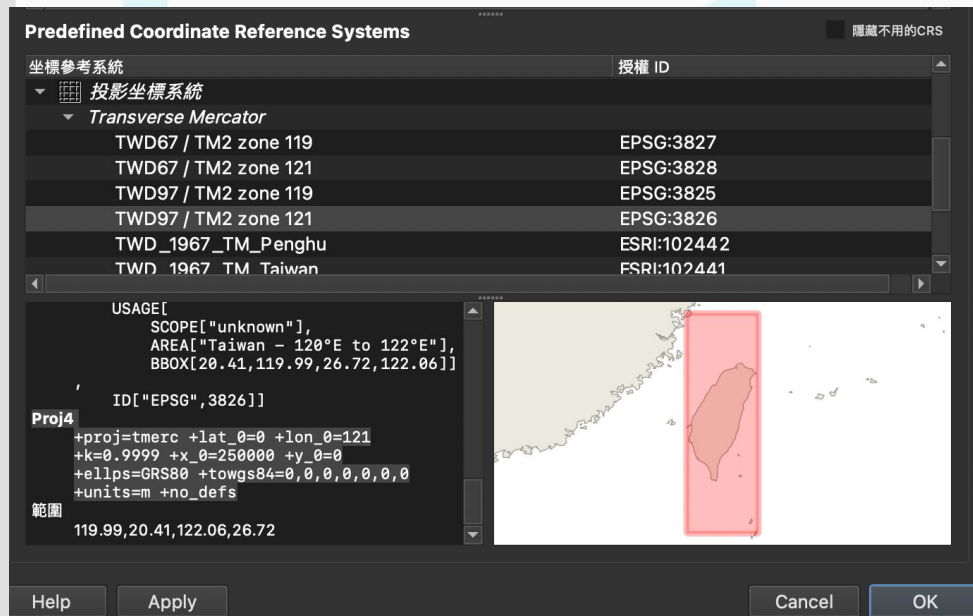 Predefined Coordinate Reference Systems
隱藏不用的CRS
坐標參考系統 授權 ID
投影坐標系統
Transverse Mercator
TWD67 / TM2 zone 119 EPSG:3827
TWD67 / TM2 zone 121 EPSG:3828
TWD97 / TM2 zone 119 EPSG:3825
TWD97 / TM2 zone 121 EPSG:3826
TWD_1967_TM_Penghu ESRI:102442
TWD_1967_TM_Taiwan ESRI:102441
USAGE[
SCOPE["unknown"],
AREA["Taiwan – 120°E to 122°E"],
BBOX[20.41,119.99,26.72,122.06]]
,
ID["EPSG",3826]]
Proj4
+proj=tmerc +lat_0=0 +lon_0=121
+k=0.9999 +x_0=250000 +y_0=0
+ellps=GRS80 +towgs84=0,0,0,0,0,0,0
+units=m +no_defs
範圍
119.99,20.41,122.06,26.72
Help Apply Cancel OK